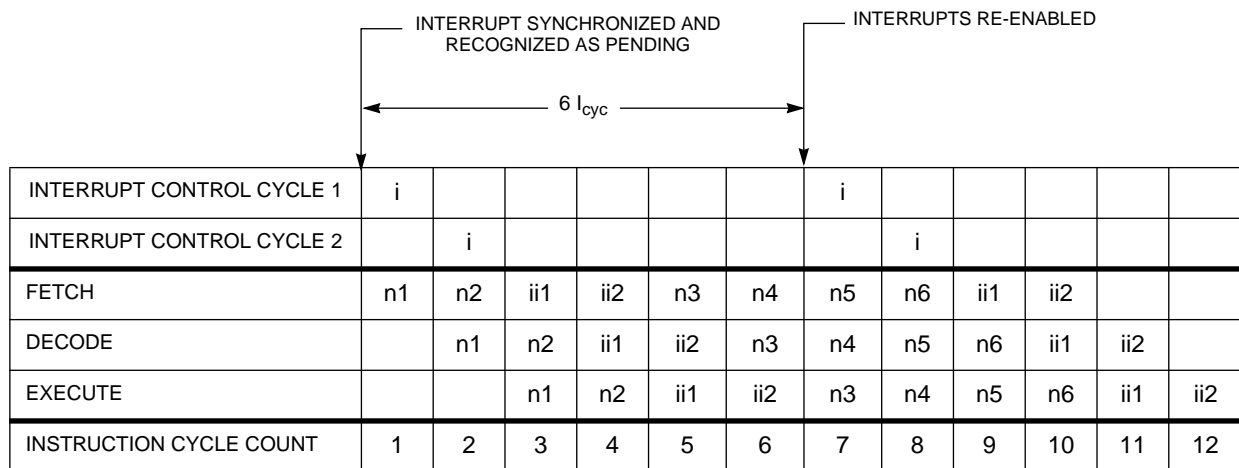 INTERRUPT SYNCHRONIZED AND
RECOGNIZED AS PENDING
INTERRUPTS RE-ENABLED
6 Icyc
INTERRUPT CONTROL CYCLE 1 i i
INTERRUPT CONTROL CYCLE 2 i i
FETCH n1 n2 ii1 ii2 n3 n4 n5 n6 ii1 ii2
DECODE n1 n2 ii1 ii2 n3 n4 n5 n6 ii1 ii2
EXECUTE n1 n2 ii1 ii2 n3 n4 n5 n6 ii1 ii2
INSTRUCTION CYCLE COUNT 1 2 3 4 5 6 7 8 9 10 11 12